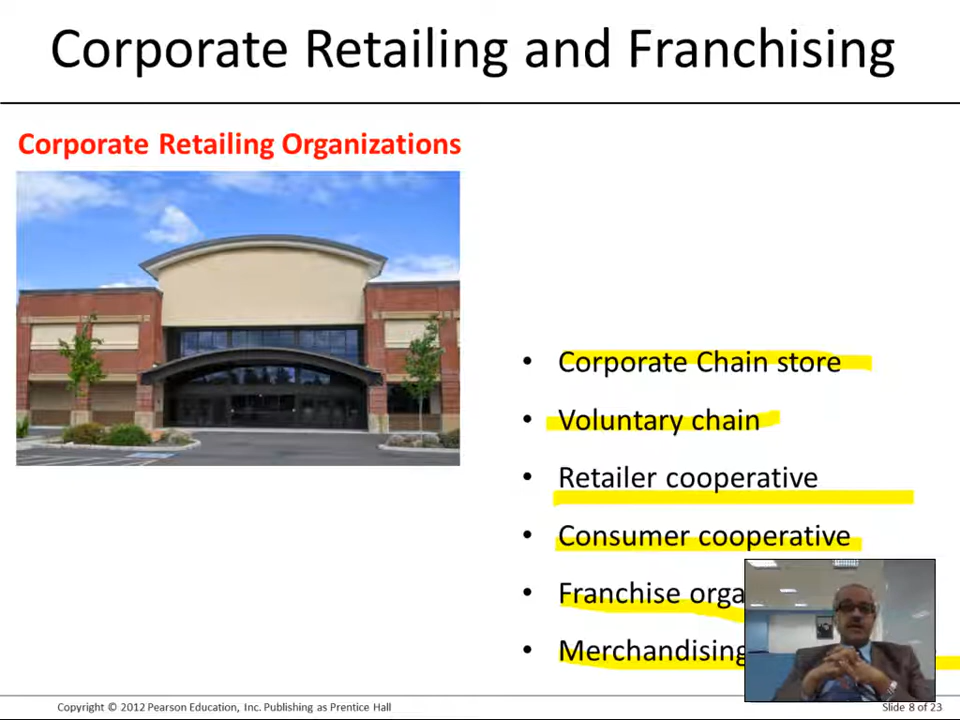 Corporate Retailing and Franchising
Corporate Retailing Organizations
• Corporate Chain store
• Voluntary chain
• Retailer cooperative
• Consumer cooperative
• Franchise
• Merchandising
Copyright © 2012 Pearson Education, Inc. Publishing as Prentice Hall
Slide 8 of 23